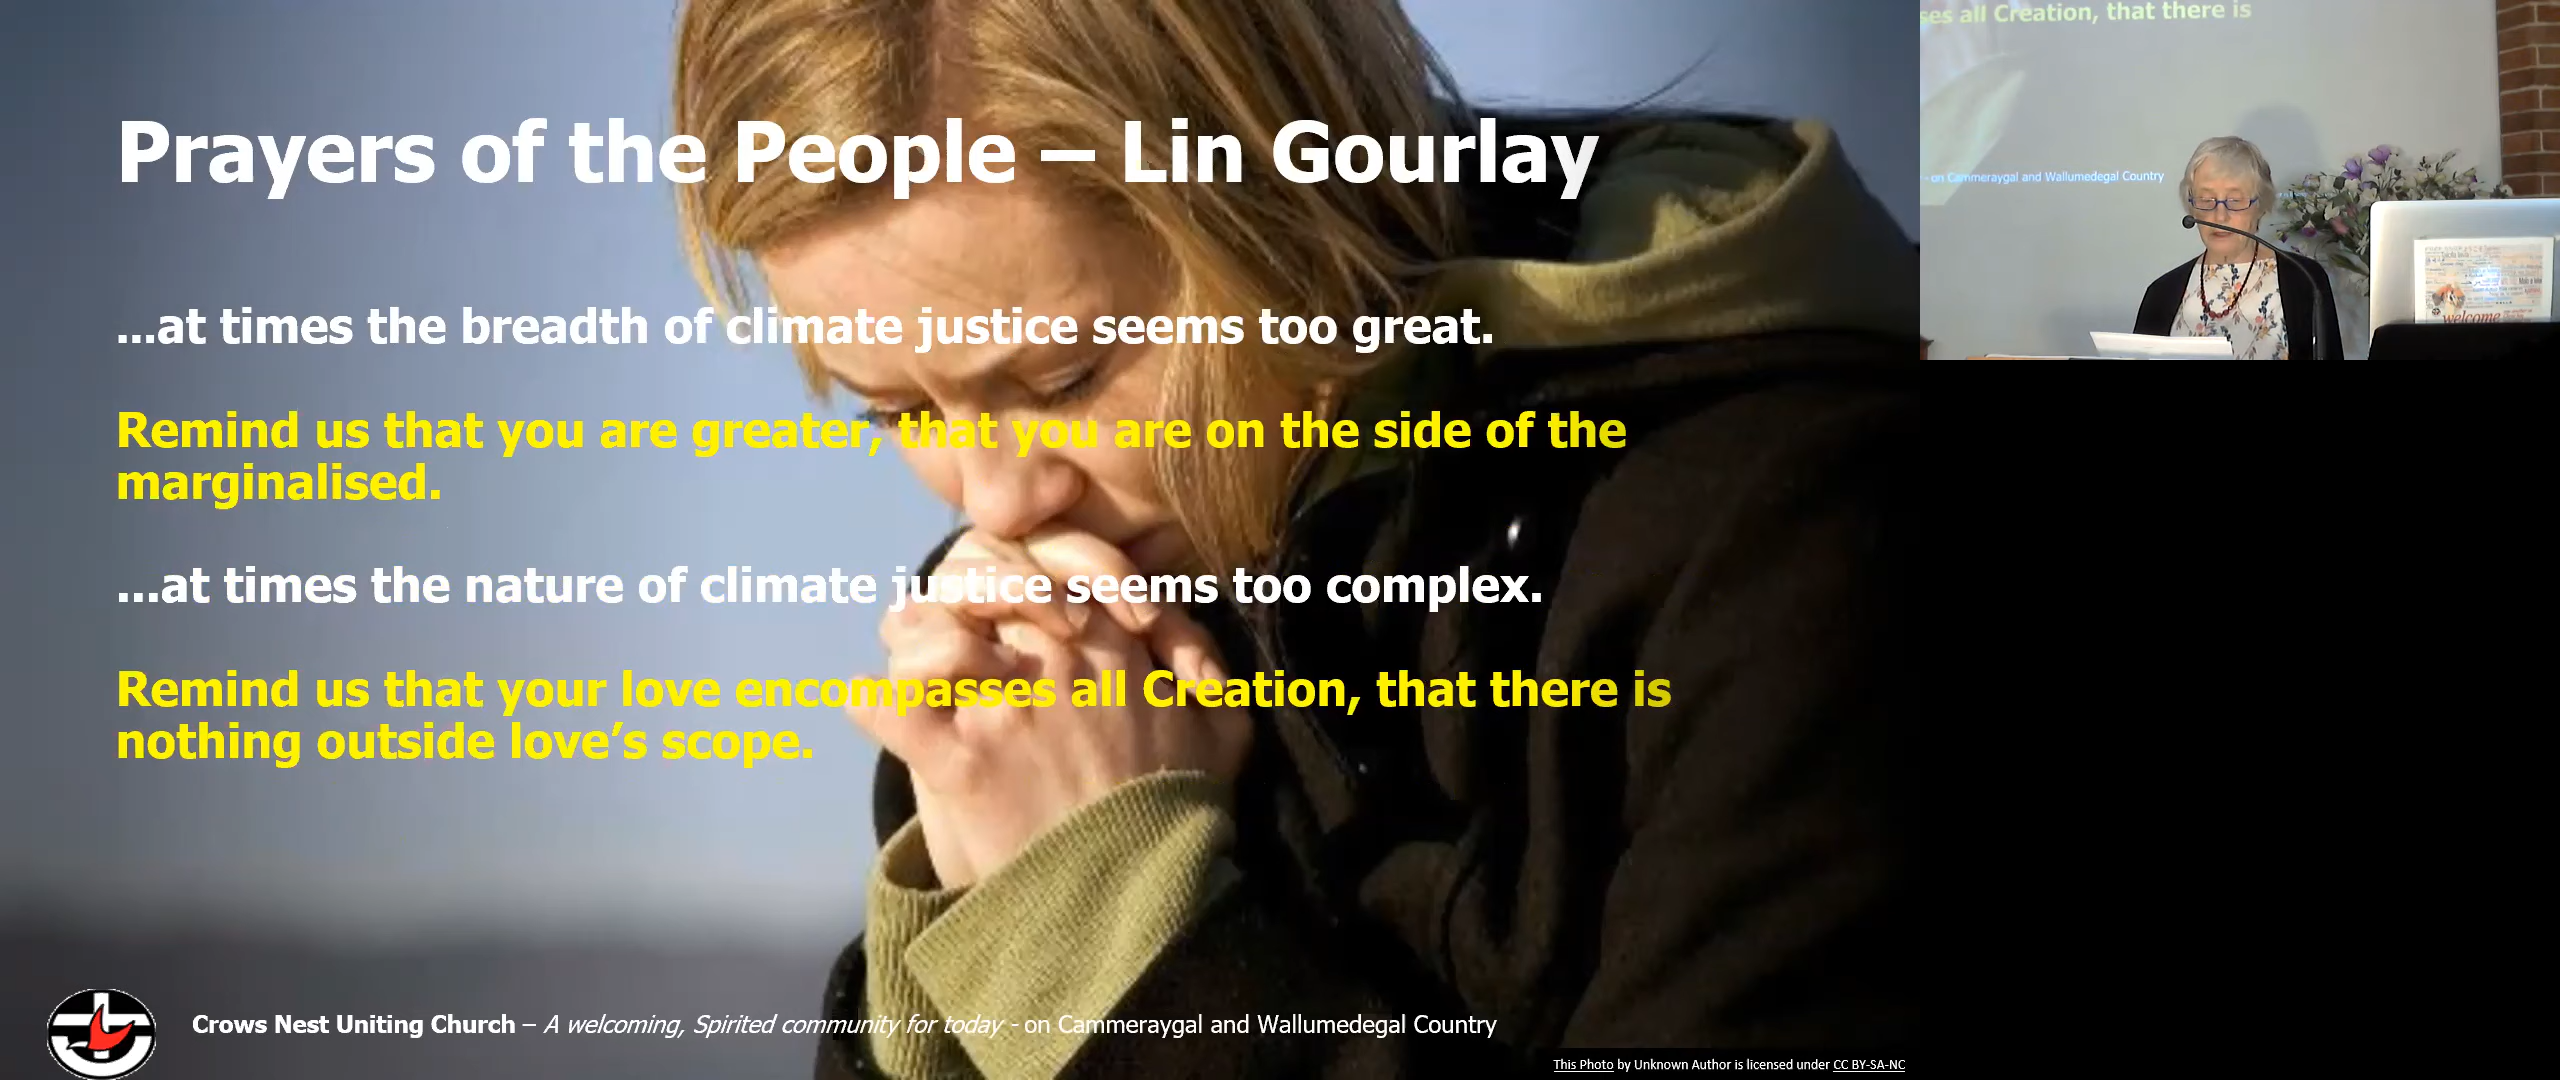 Prayers of the People – Lin Gourlay
...at times the breadth of climate justice seems too great.
Remind us that you are greater, that you are on the side of the
marginalised.
...at times the nature of climate justice seems too complex.
Remind us that your love encompasses all Creation, that there is
nothing outside love’s scope.
Crows Nest Uniting Church – A welcoming, Spirited community for today - on Cammeraygal and Wallumedegal Country
This Photo by Unknown Author is licensed under CC BY-SA-NC
ses all Creation, that there is
- on Cammeraygal and Wallumedegal Country
welcome